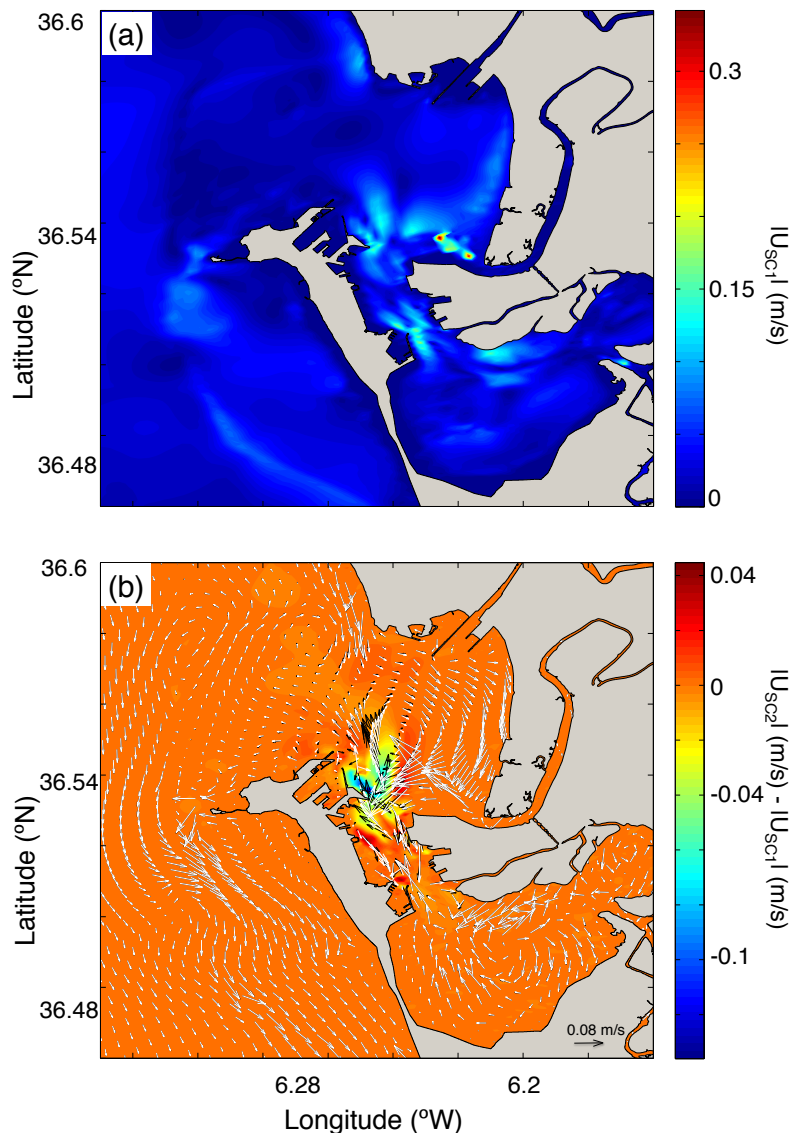 36.6
(a)
0.3
36.54
Latitude (ºN)
|U_SC-1| (m/s)
0.15
36.48
0
36.6
(b)
0.04
0
36.54
Latitude (ºN)
-0.04
|U_SC2| (m/s) - |U_SC1| (m/s)
-0.1
36.48
0.08 m/s
6.28
6.2
Longitude (ºW)